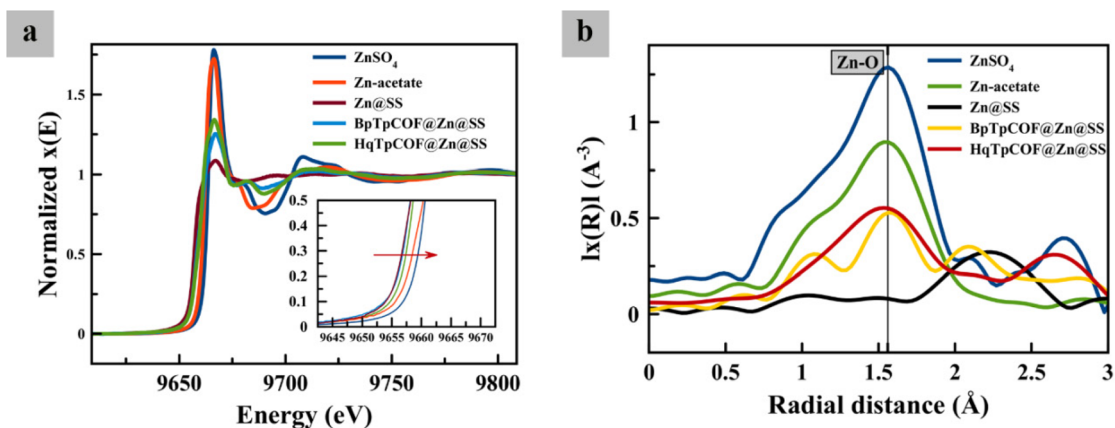 a
ZnSO4
Zn-acetate
Zn@SS
BpTpCOF@Zn@SS
HqTpCOF@Zn@SS
Normalized x(E)
1.5
1
0.5
0
0.5
0.4
0.3
0.2
0.1
0
9645 9650 9655 9660 9665 9670
9650 9700 9750 9800
Energy (eV)
b
Zn-O
ZnSO4
Zn-acetate
Zn@SS
BpTpCOF@Zn@SS
HqTpCOF@Zn@SS
lx(R)l (A-3)
1
0.5
0
0 0.5 1 1.5 2 2.5 3
Radial distance (Å)